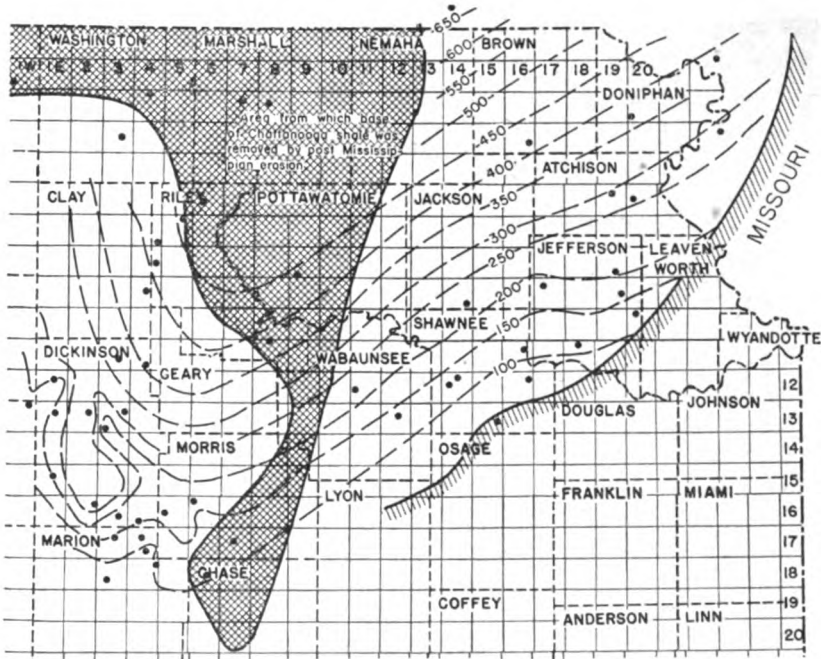 WASHINGTON
MARSHALL
NEMAHA
BROWN
650
600
550
500
450
400
350
300
250
200
150
100
1W 1E 2 3 4 5 6 7 8 9 10 11 12 13 14 15 16 17 18 19 20
DONIPHAN
Area from which base
of Chattanooga shale was
removed by post Mississip
pian erosion
ATCHISON
MISSOURI
CLAY
RILEY
POTTAWATOMIE
JACKSON
JEFFERSON
LEAVEN
WORTH
SHAWNEE
WYANDOTTE
DICKINSON
GEARY
WABAUNSEE
12
DOUGLAS
JOHNSON
13
MORRIS
OSAGE
14
15
LYON
FRANKLIN
MIAMI
16
MARION
17
CHASE
18
COFFEY
19
ANDERSON
LINN
20